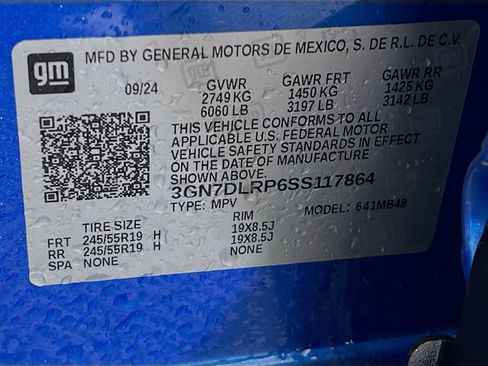 gm
MFD BY GENERAL MOTORS DE MEXICO, S. DE R.L. DE C.V.
09/24 GVWR GAWR FRT GAWR RR
2749 KG 1450 KG 1425 KG
6060 LB 3197 LB 3142 LB
THIS VEHICLE CONFORMS TO ALL
APPLICABLE U.S. FEDERAL MOTOR
VEHICLE SAFETY STANDARDS IN EFFECT
ON THE DATE OF MANUFACTURE
SHOWN ABOVE.
3GN7DLRP6SS117864
TYPE: MPV MODEL: 641MB48
TIRE SIZE RIM
FRT 245/55R19 H 19X8.5J
RR 245/55R19 H 19X8.5J
SPA NONE NONE